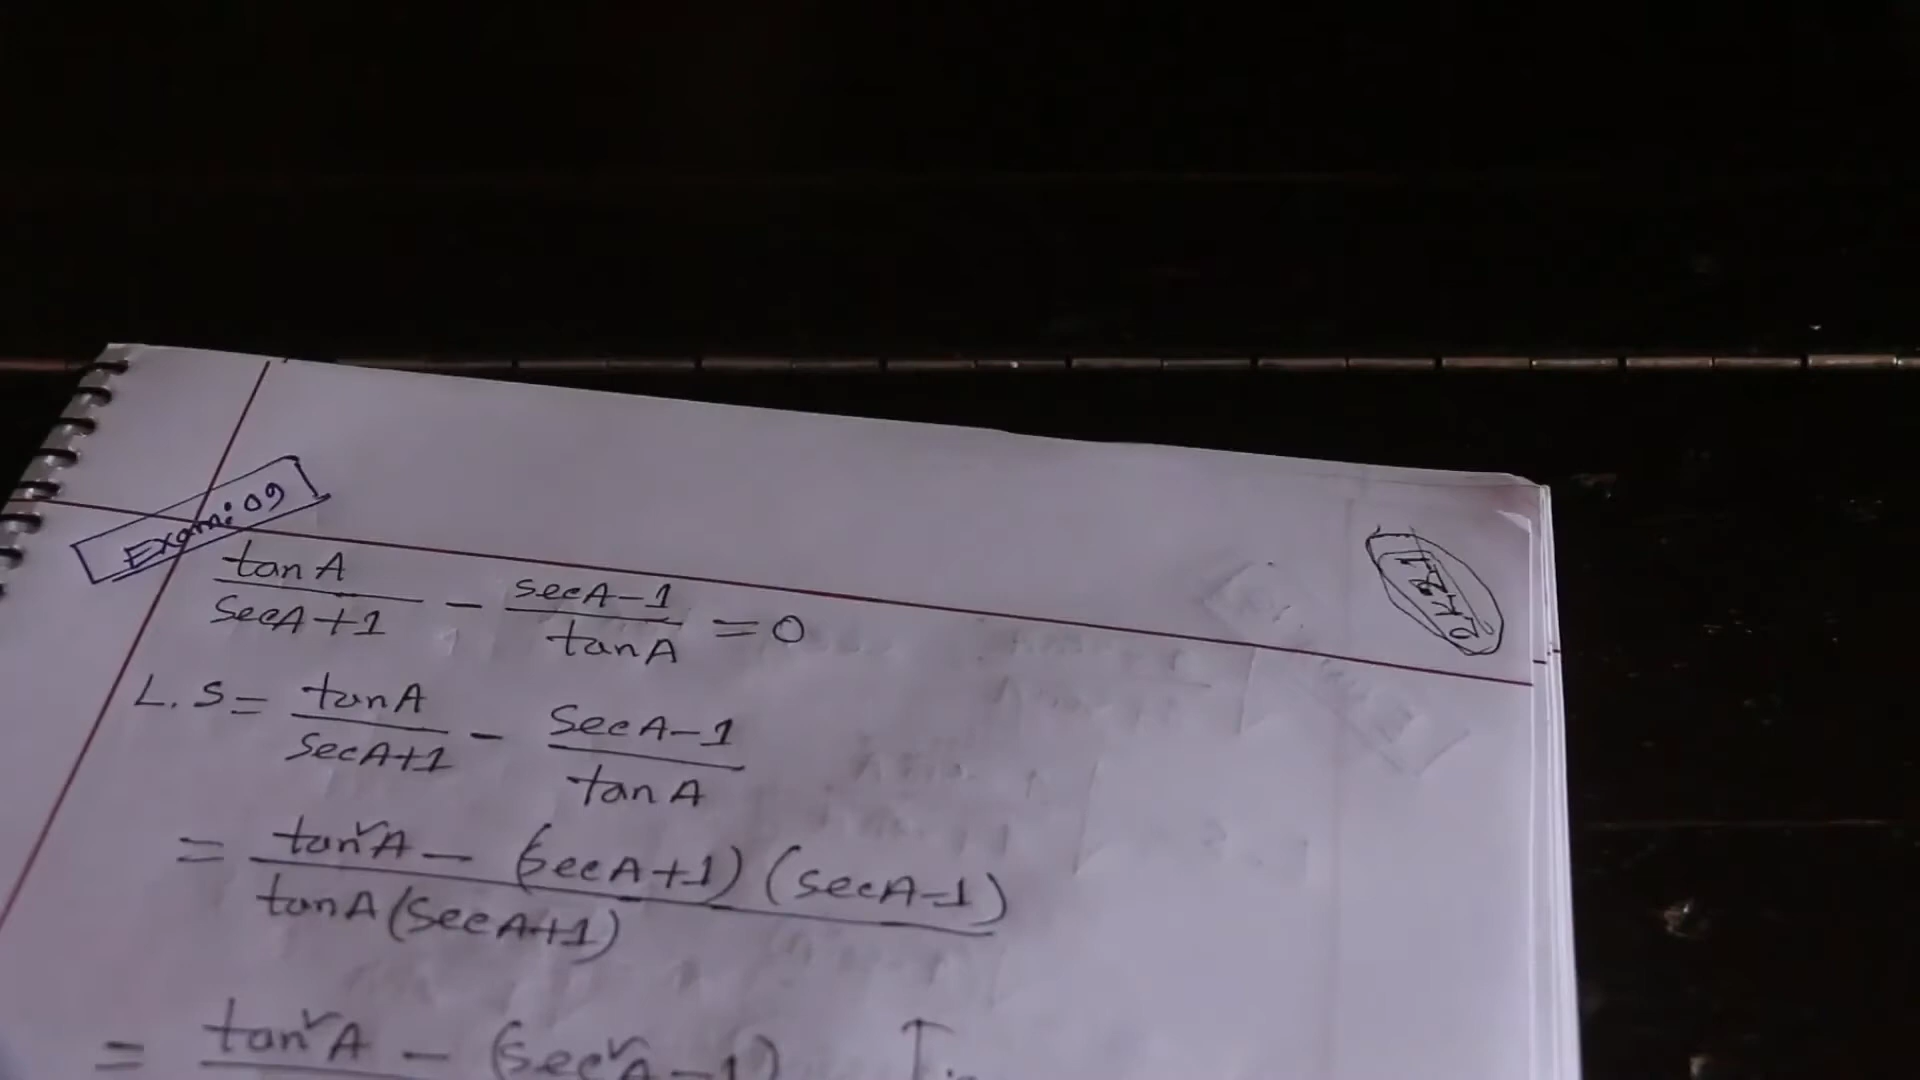 Exam: 09
tanA/secA+1 - secA-1/tanA = 0
L.S = tanA/secA+1 - secA-1/tanA
= tan²A - (secA+1)(secA-1)/tanA(secA+1)
= tan²A - (sec²A-1)